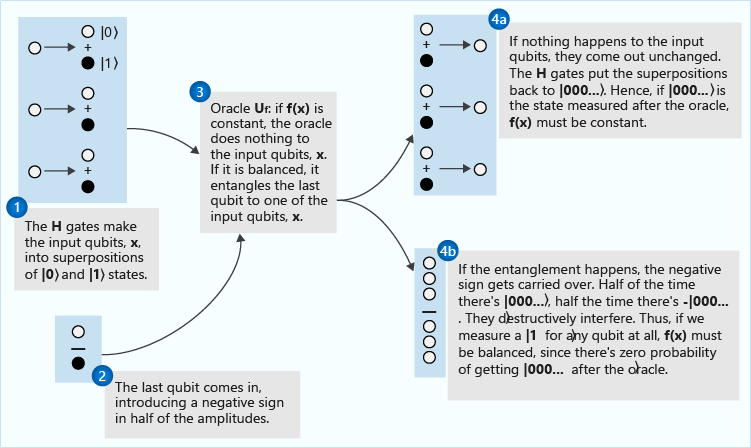 |0⟩
+
|1⟩
+
+
1
The H gates make
the input qubits, x,
into superpositions
of |0⟩ and |1⟩ states.
2
The last qubit comes in,
introducing a negative sign
in half of the amplitudes.
3
Oracle Uf: if f(x) is
constant, the oracle
does nothing to
the input qubits, x.
If it is balanced, it
entangles the last
qubit to one of the
input qubits, x.
4a
+
+
+
If nothing happens to the input
qubits, they come out unchanged.
The H gates put the superpositions
back to |000...⟩. Hence, if |000...⟩ is
the state measured after the oracle,
f(x) must be constant.
4b
If the entanglement happens, the negative
sign gets carried over. Half of the time
there's |000...⟩, half the time there's -|000...
. They d⟩estructively interfere. Thus, if we
measure a |1 for a⟩ny qubit at all, f(x) must
be balanced, since there's zero probability
of getting |000... after the o⟩racle.